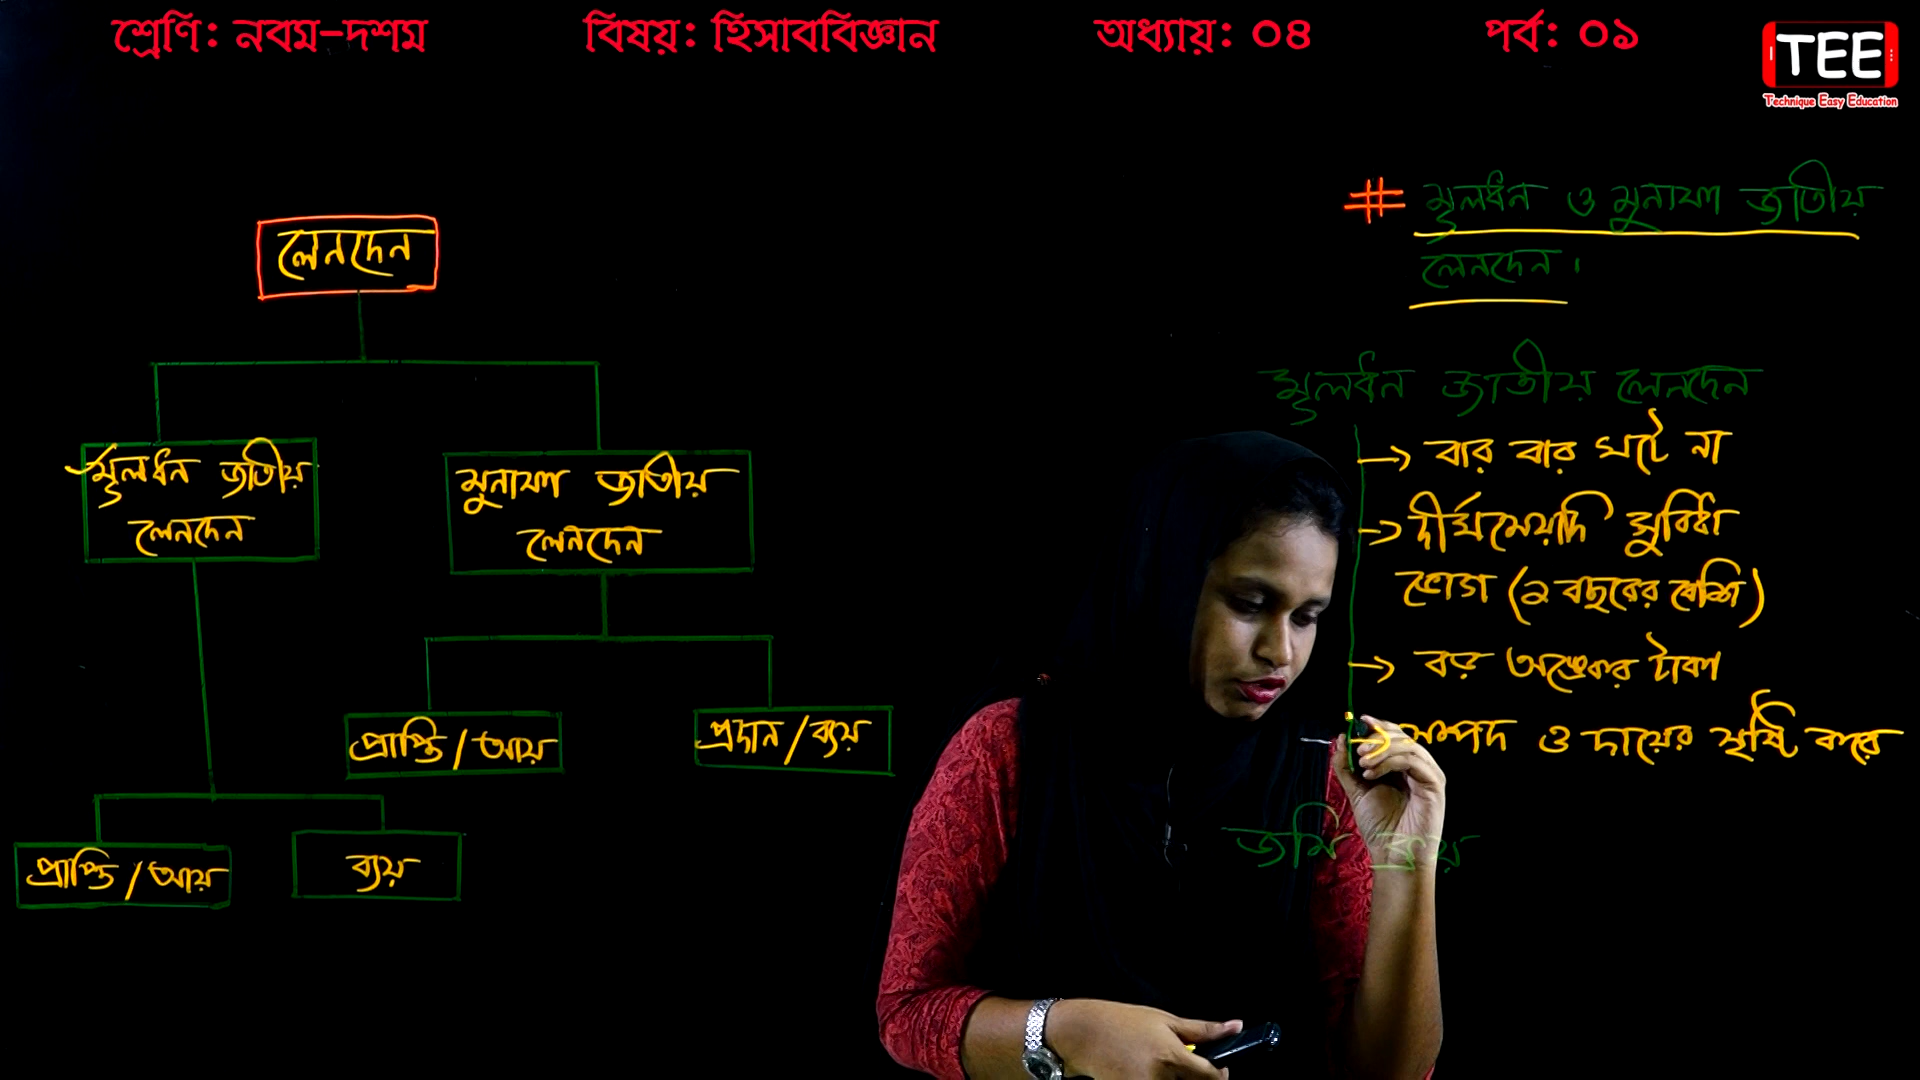 শ্রেণি: নবম-দশম বিষয়: হিসাববিজ্ঞান অধ্যায়: ০৪ পর্ব: ০১
TEE
Technique Easy Education
# মূলধন ও মুনাফা জাতীয়
লেনদেন।
লেনদেন
মূলধন জাতীয়
লেনদেন
মুনাফা জাতীয়
লেনদেন
প্রাপ্তি/আয়
প্রদান/ব্যয়
প্রাপ্তি/আয়
ব্যয়
মূলধন জাতীয় লেনদেন
→ বার বার ঘটে না
→ দীর্ঘমেয়াদি সুবিধা
ভোগ (১ বছরের বেশি)
→ বড় অঙ্কের টাকা
→ সম্পদ ও দায়ের সৃষ্টি করে
জমি ক্রয়